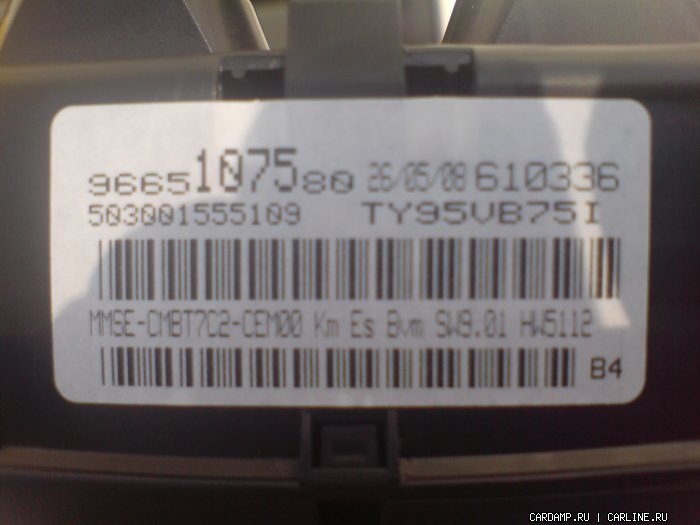 9665107580 26/05/08 610336
503001555109 TY95VB75I
MMSE-CMBT7C2-CEM00 Km Es Bvm SW9.01 HW5112
B4
CARDAMP.RU | CARLINE.RU